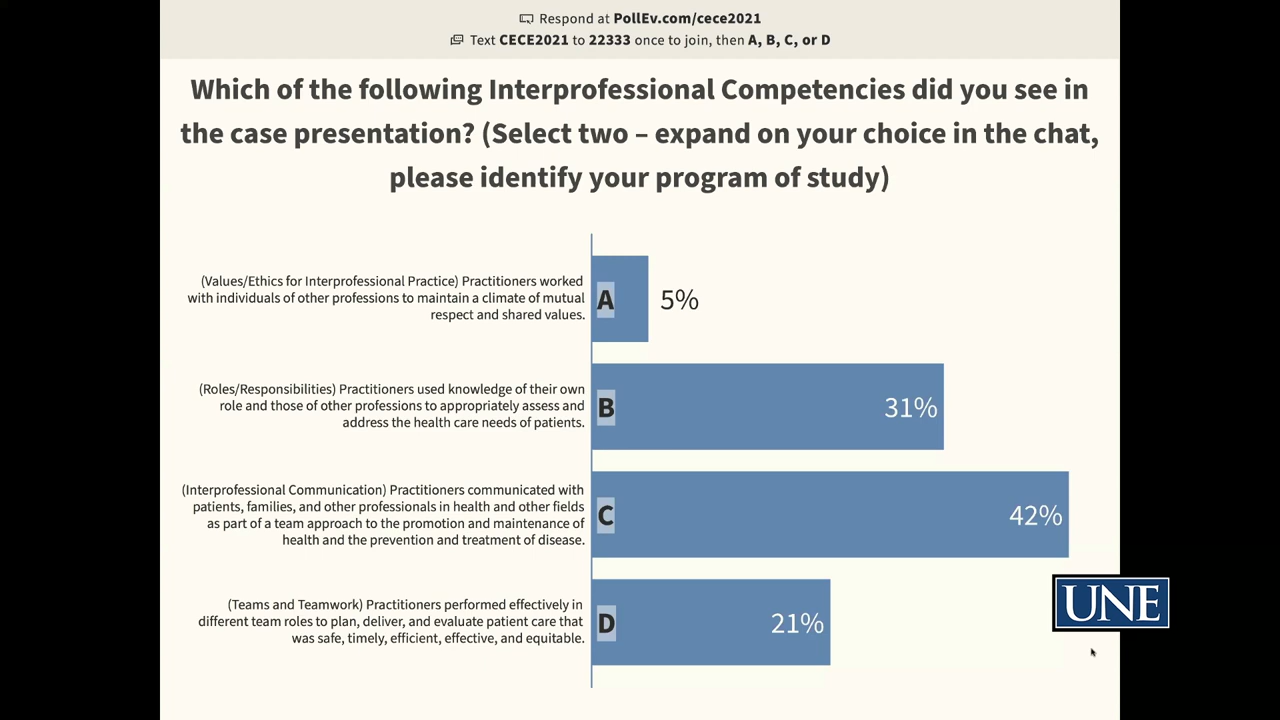 Respond at PollEv.com/cece2021
Text CECE2021 to 22333 once to join, then A, B, C, or D
Which of the following Interprofessional Competencies did you see in
the case presentation? (Select two – expand on your choice in the chat,
please identify your program of study)
(Values/Ethics for Interprofessional Practice) Practitioners worked
with individuals of other professions to maintain a climate of mutual
respect and shared values.
A
5%
(Roles/Responsibilities) Practitioners used knowledge of their own
role and those of other professions to appropriately assess and
address the health care needs of patients.
B
31%
(Interprofessional Communication) Practitioners communicated with
patients, families, and other professionals in health and other fields
as part of a team approach to the promotion and maintenance of
health and the prevention and treatment of disease.
C
42%
(Teams and Teamwork) Practitioners performed effectively in
different team roles to plan, deliver, and evaluate patient care that
was safe, timely, efficient, effective, and equitable.
D
21%
UNE